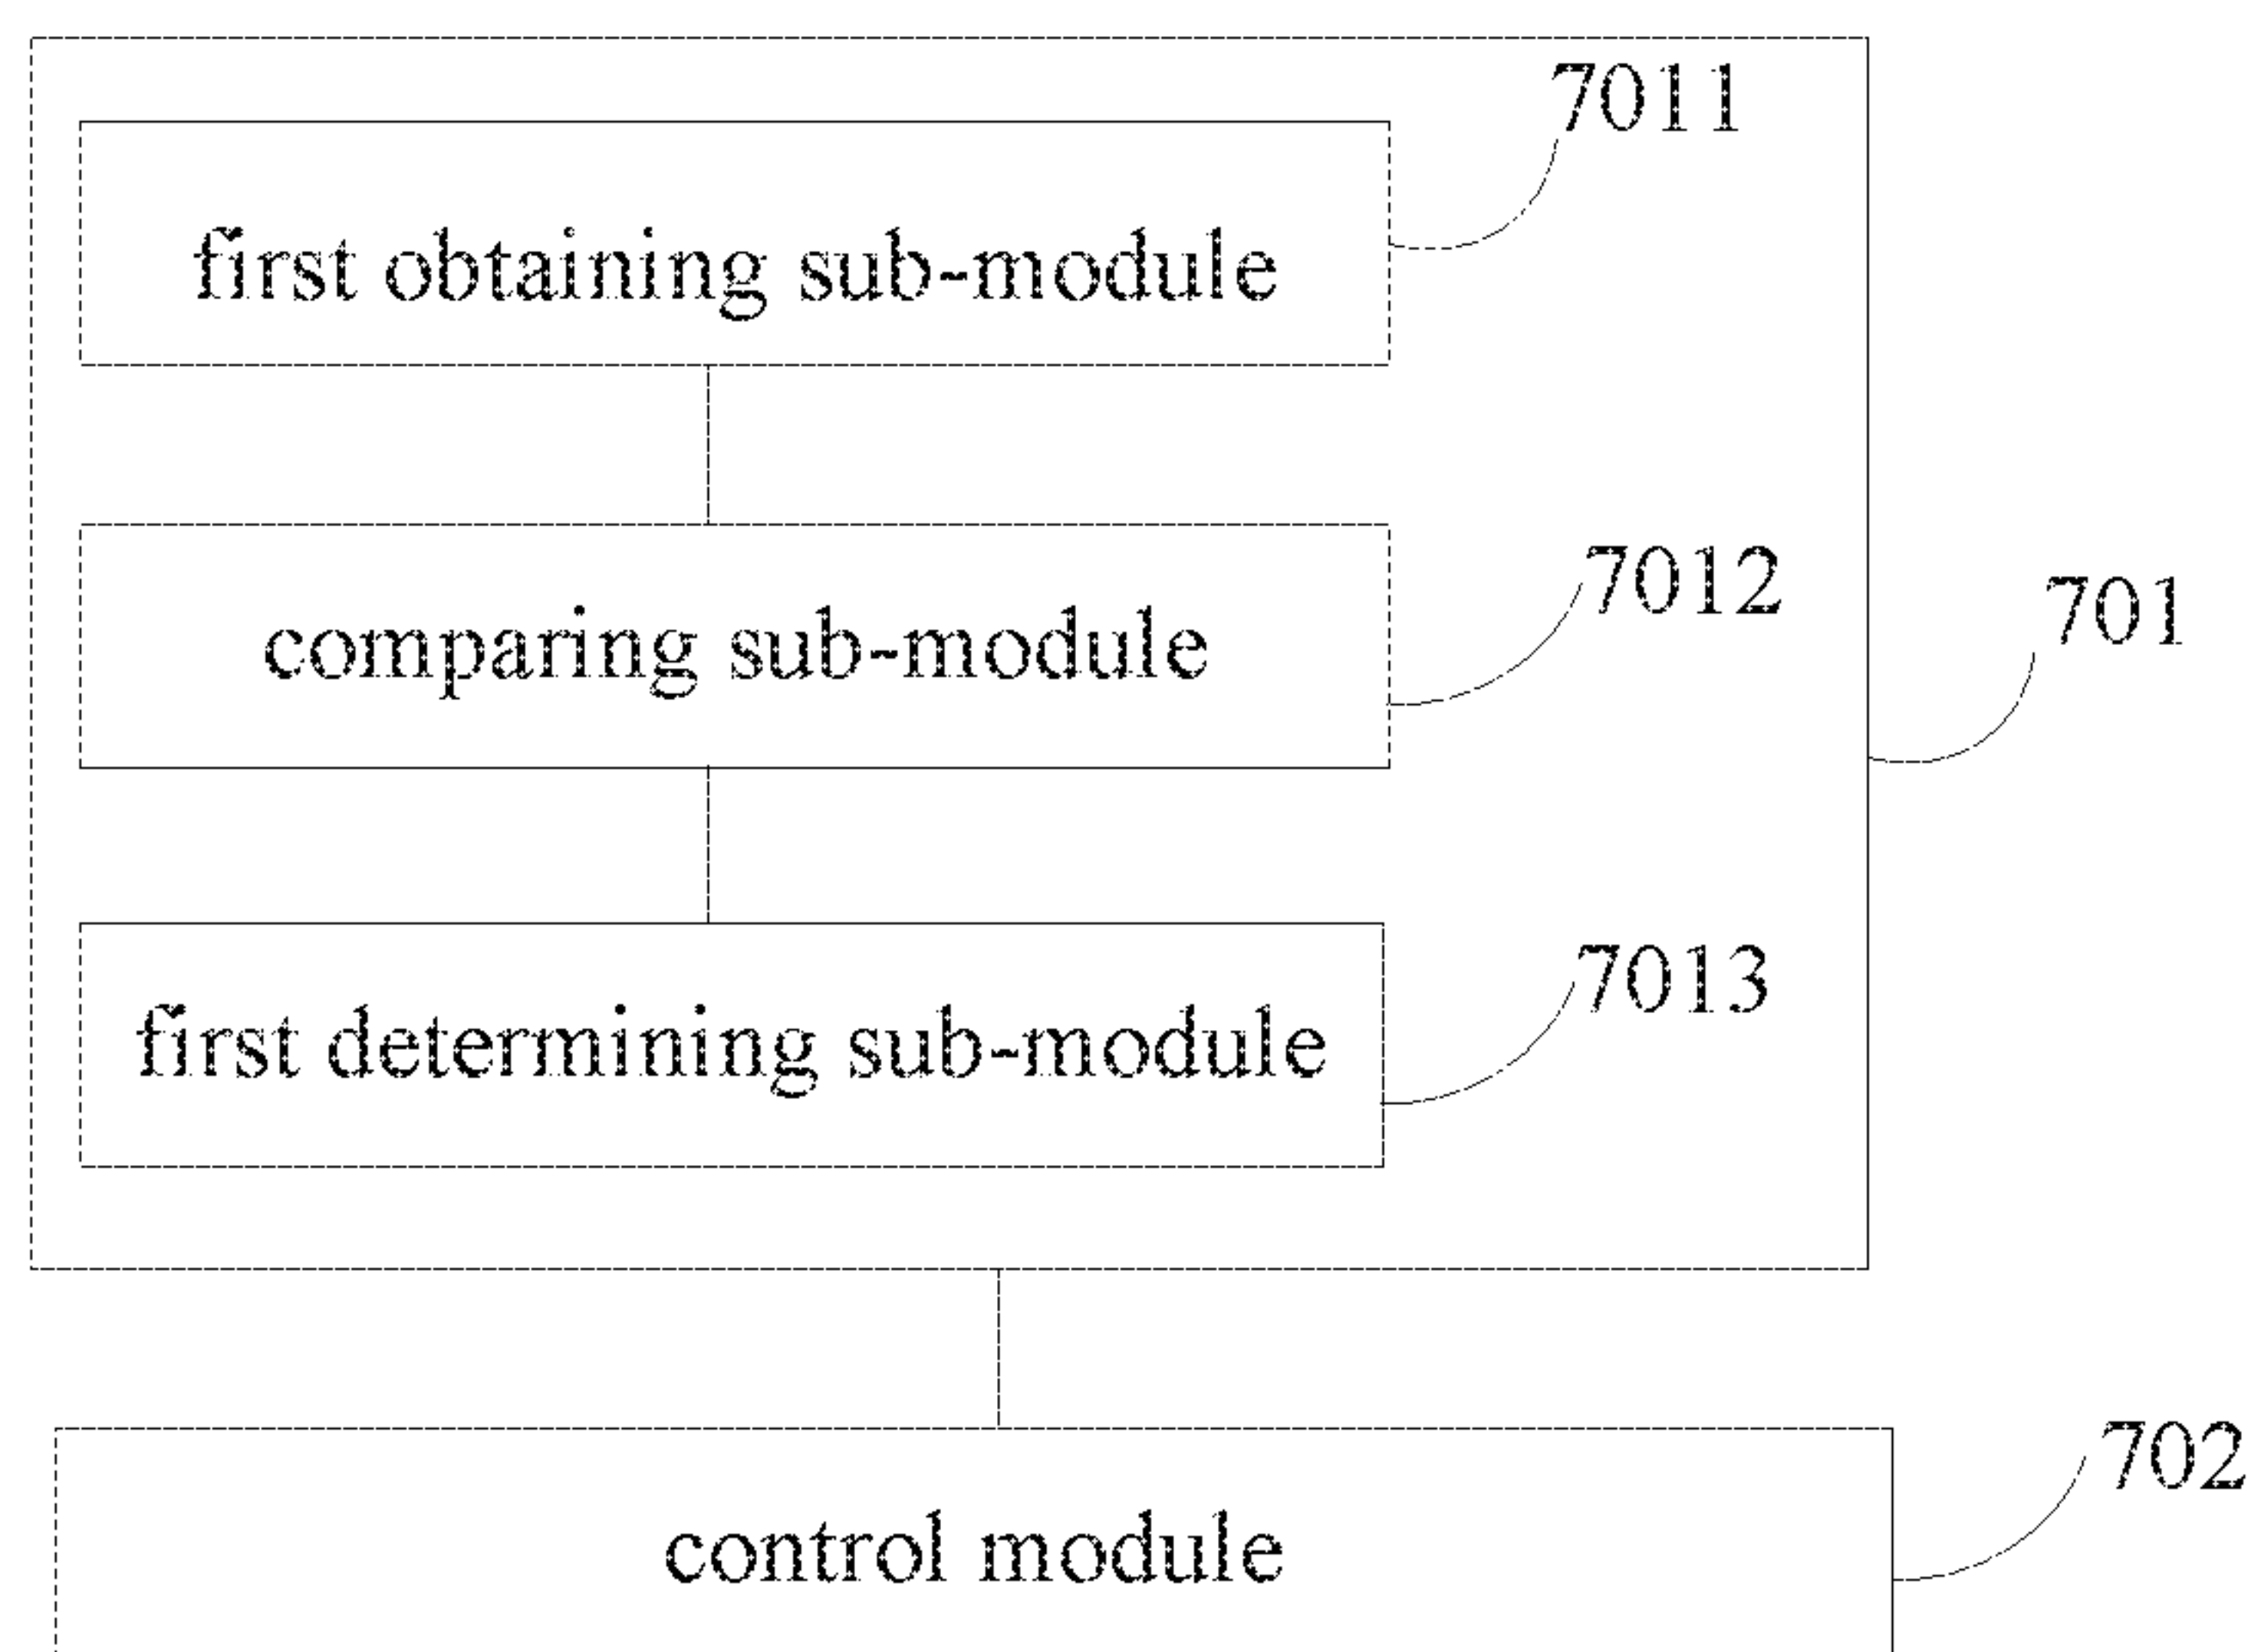 7011
first obtaining sub-module
7012
701
comparing sub-module
7013
first determining sub-module
702
control module